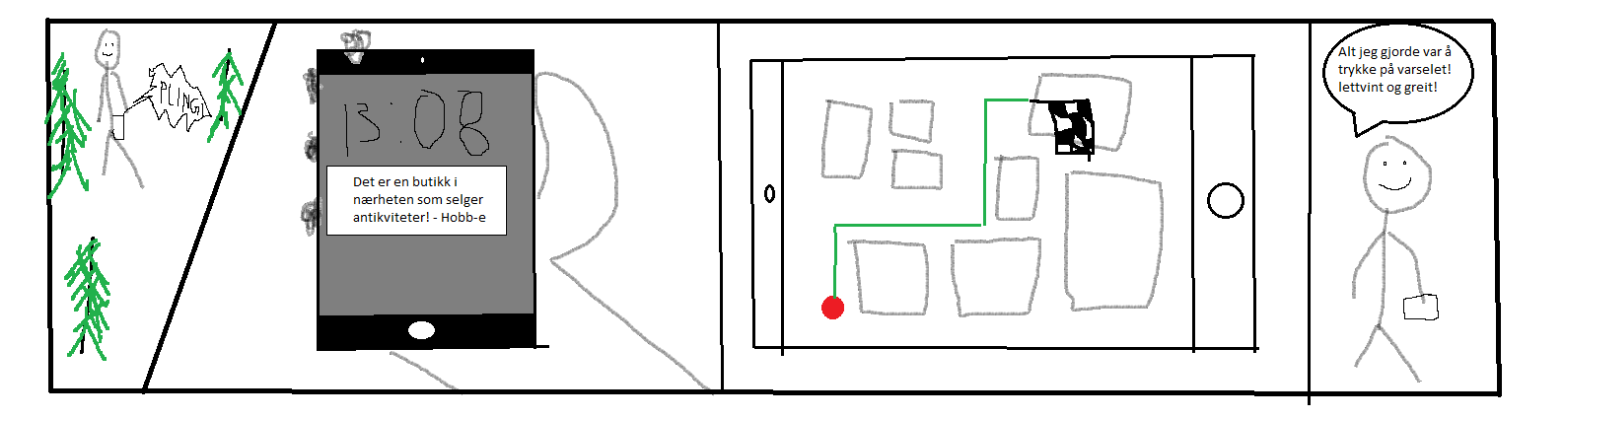 PLING!
13:08
Det er en butikk i
nærheten som selger
antikviteter! - Hobb-e
Alt jeg gjorde var å
trykke på varselet!
lettvint og greit!